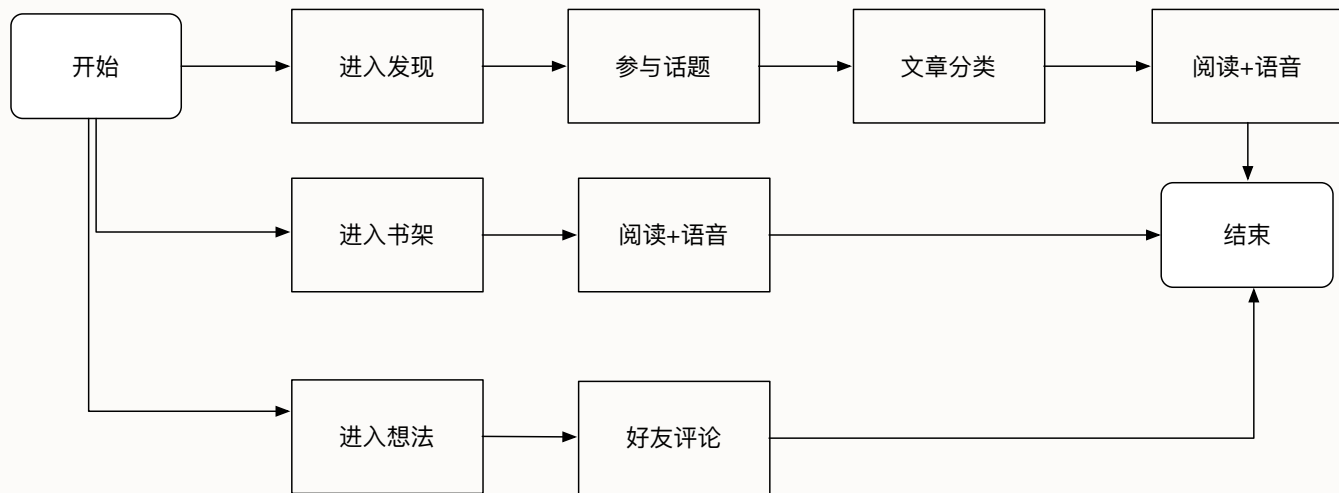 开始
进入发现
参与话题
文章分类
阅读+语音
进入书架
阅读+语音
结束
进入想法
好友评论